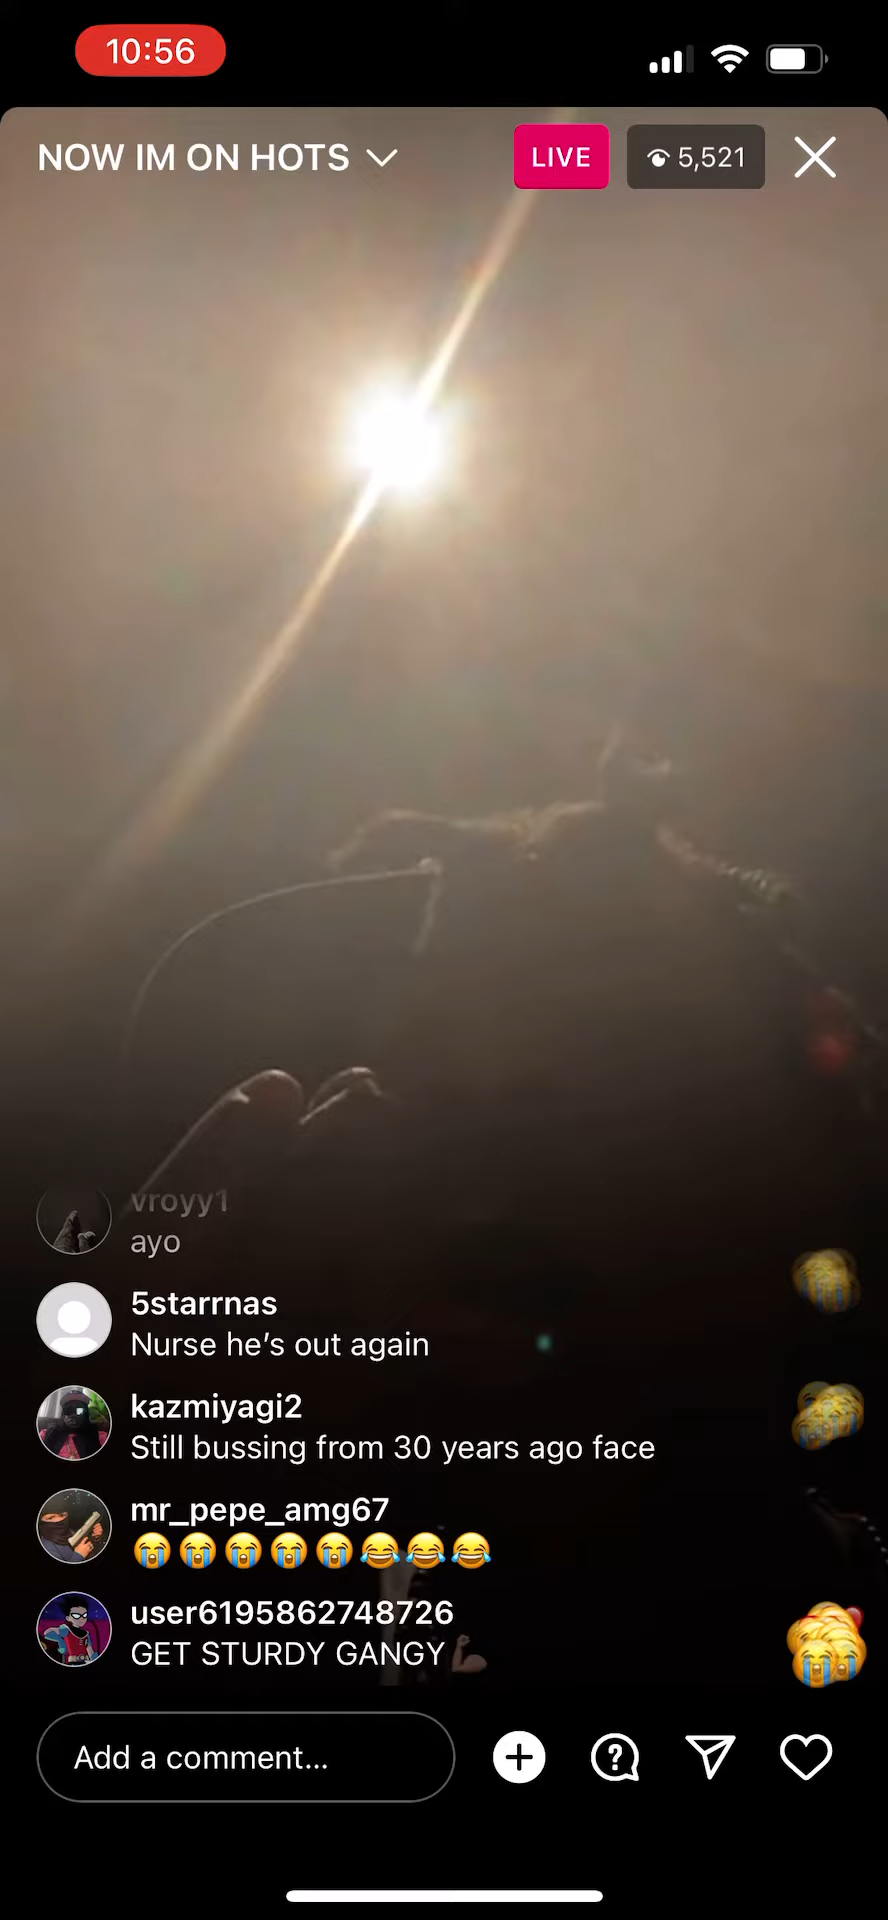 10:56
NOW IM ON HOTS
LIVE
5,521
vroyy1
ayo
5starrnas
Nurse he’s out again
kazmiyagi2
Still bussing from 30 years ago face
mr_pepe_amg67
😭😭😭😭😭😂😂😂
user6195862748726
GET STURDY GANGY 💪🏿
Add a comment...